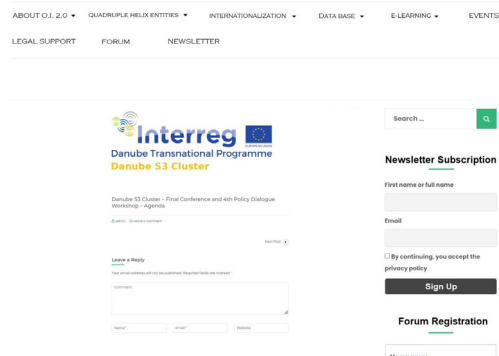 ABOUT O.I. 2.0
QUADRUPLE HELIX ENTITIES
INTERNATIONALIZATION
DATA BASE
E-LEARNING
EVENTS
LEGAL SUPPORT
FORUM
NEWSLETTER
Search ...
Interreg
EUROPEAN UNION
Danube Transnational Programme
Danube S3 Cluster
Newsletter Subscription
First name or full name
Danube S3 Cluster – Final Conference and 4th Policy Dialogue
Workshop – Agenda
admin Leave a comment
Email
Next Post
By continuing, you accept the
privacy policy
Leave a Reply
Your email address will not be published. Required fields are marked *
Sign Up
Comment
Forum Registration
Name*
Email*
Website